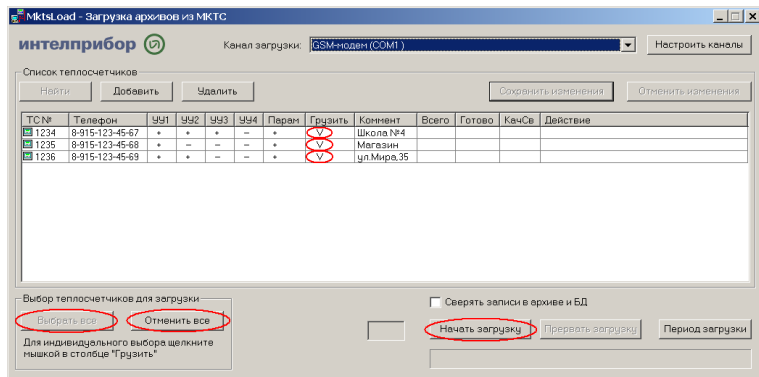 MktsLoad - Загрузка архивов из МКТС
интелприбор Канал загрузки: GSM-модем (COM1 ) Настроить каналы
Список теплосчетчиков
Найти Добавить Удалить Сохранить изменения Отменить изменения
ТС № Телефон УУ1 УУ2 УУ3 УУ4 Парам Грузить Коммент Всего Готово КачСв Действие
1234 8-915-123-45-67 + + + – + V Школа №4
1235 8-915-123-45-68 + – – – + V Магазин
1236 8-915-123-45-69 + + – – + V ул.Мира,35
Выбор теплосчетчиков для загрузки Сверять записи в архиве и БД
Выбрать все Отменить все Начать загрузку Прервать загрузку Период загрузки
Для индивидуального выбора щелкните
мышкой в столбце "Грузить"